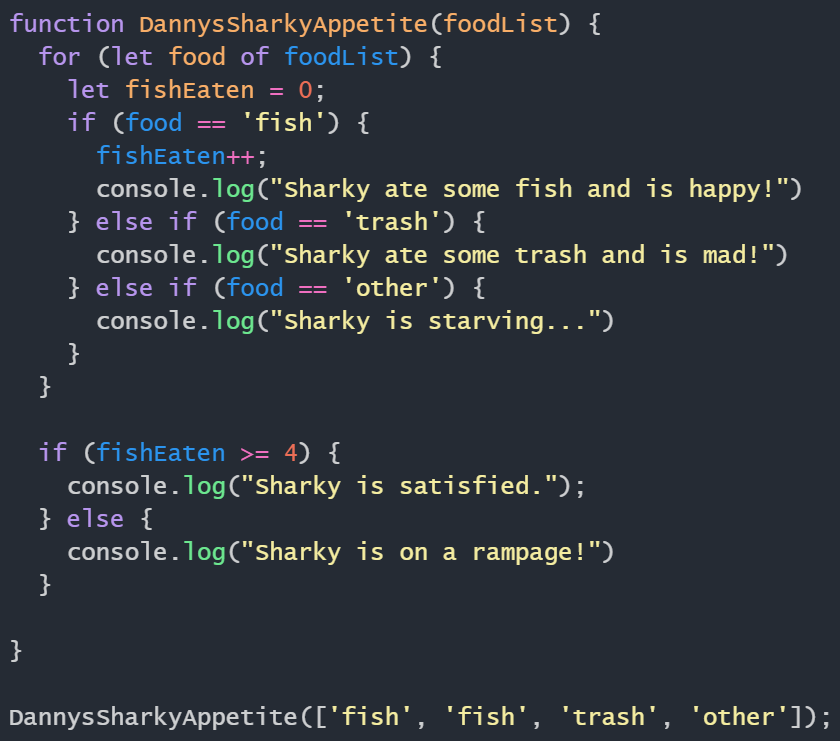 function DannysSharkyAppetite(foodList) {
  for (let food of foodList) {
    let fishEaten = 0;
    if (food == 'fish') {
      fishEaten++;
      console.log("Sharky ate some fish and is happy!")
    } else if (food == 'trash') {
      console.log("Sharky ate some trash and is mad!")
    } else if (food == 'other') {
      console.log("Sharky is starving...")
    }
  }

  if (fishEaten >= 4) {
    console.log("Sharky is satisfied.");
  } else {
    console.log("Sharky is on a rampage!")
  }

}

DannysSharkyAppetite(['fish', 'fish', 'trash', 'other']);